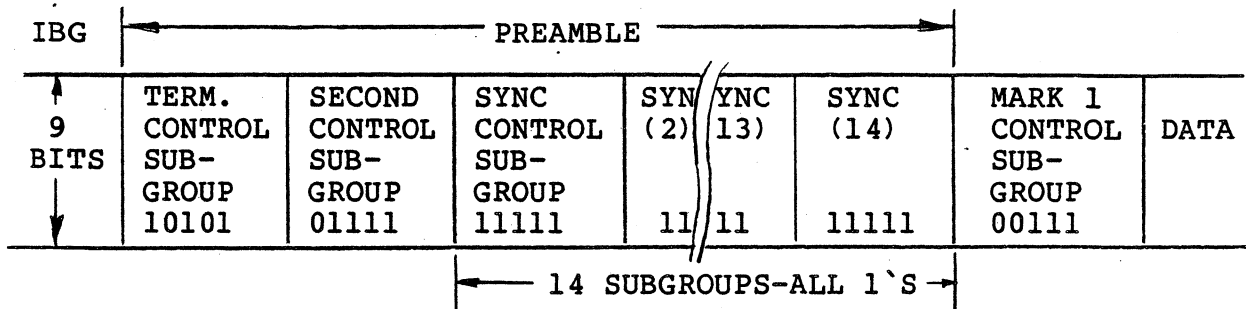 IBG PREAMBLE
9 BITS
TERM. CONTROL SUB- GROUP 10101
SECOND CONTROL SUB- GROUP 01111
SYNC CONTROL SUB- GROUP 11111
SYN (2) 11
YNC 13) 11
SYNC (14) 11111
MARK 1 CONTROL SUB- GROUP 00111
DATA
14 SUBGROUPS-ALL 1`S